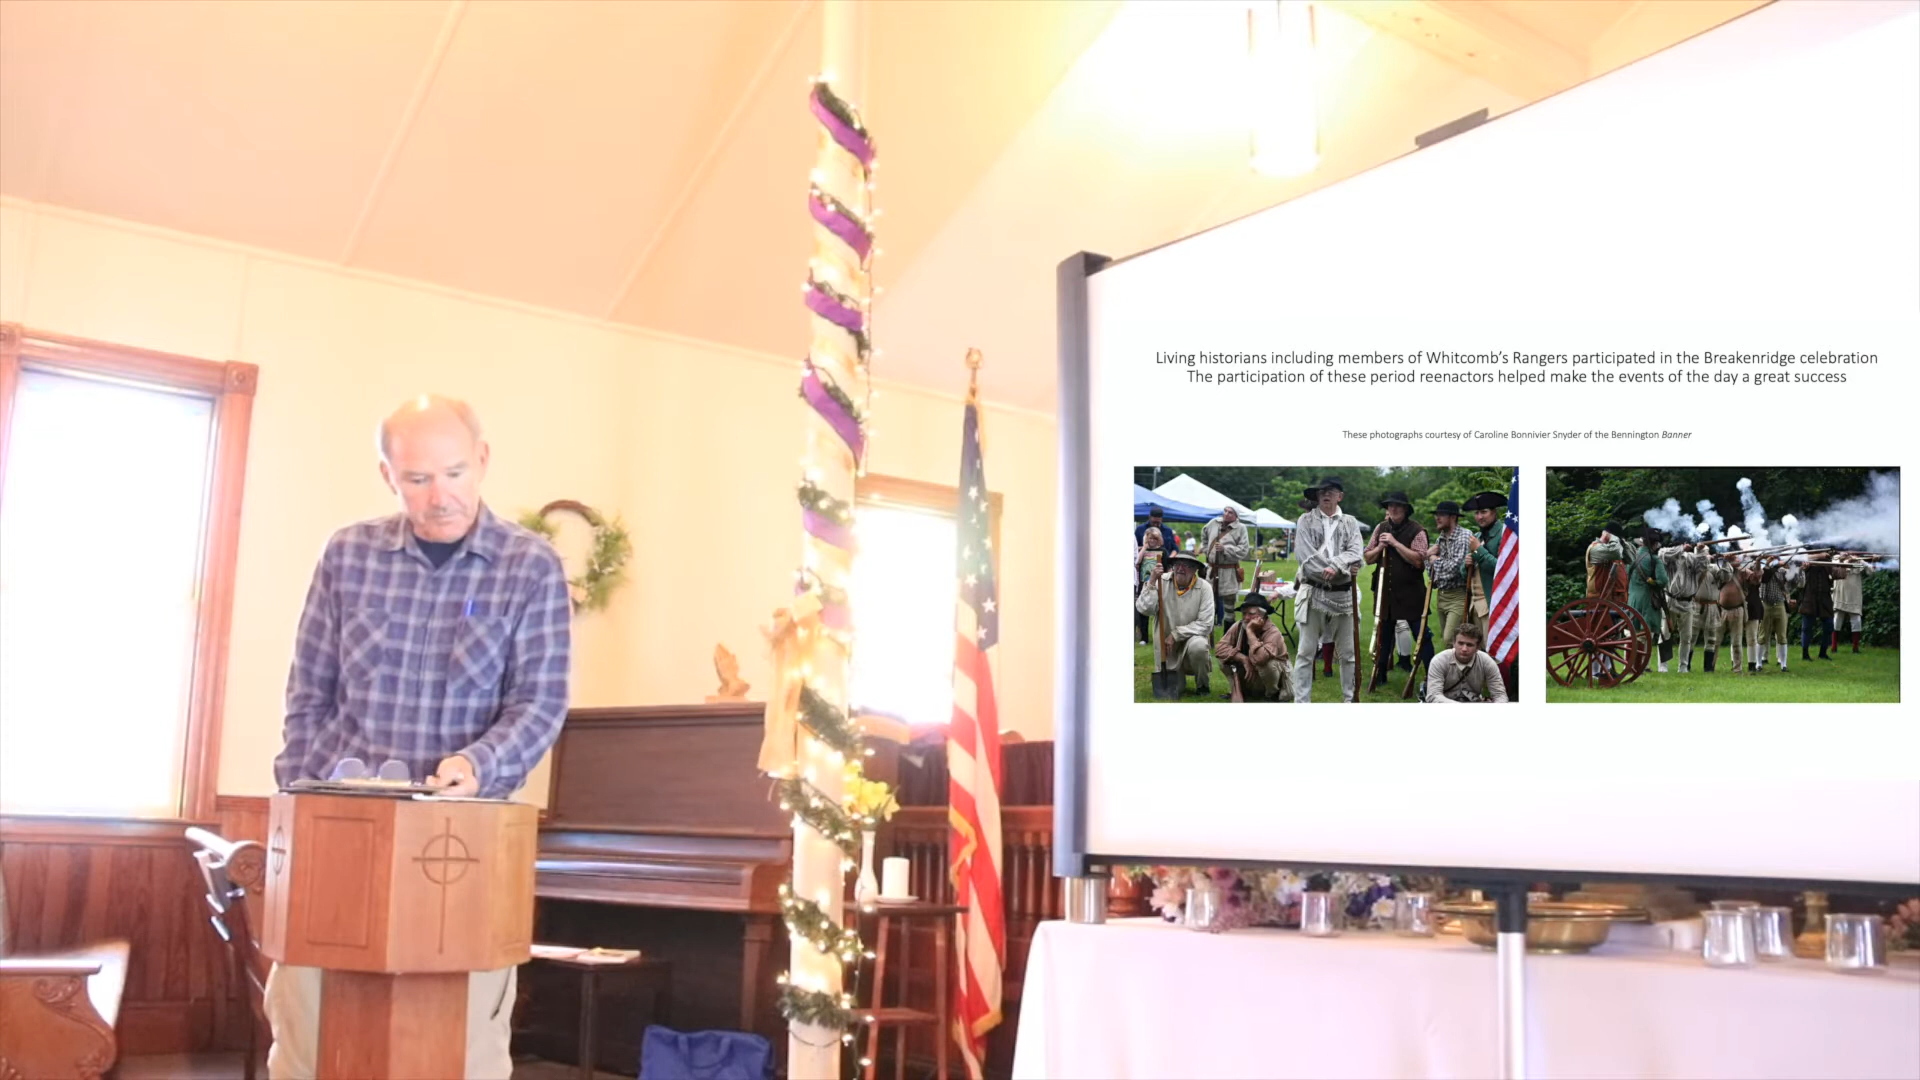 Living historians including members of Whitcomb’s Rangers participated in the Breakenridge celebration
The participation of these period reenactors helped make the events of the day a great success
These photographs courtesy of Caroline Bonnivier Snyder of the Bennington Banner